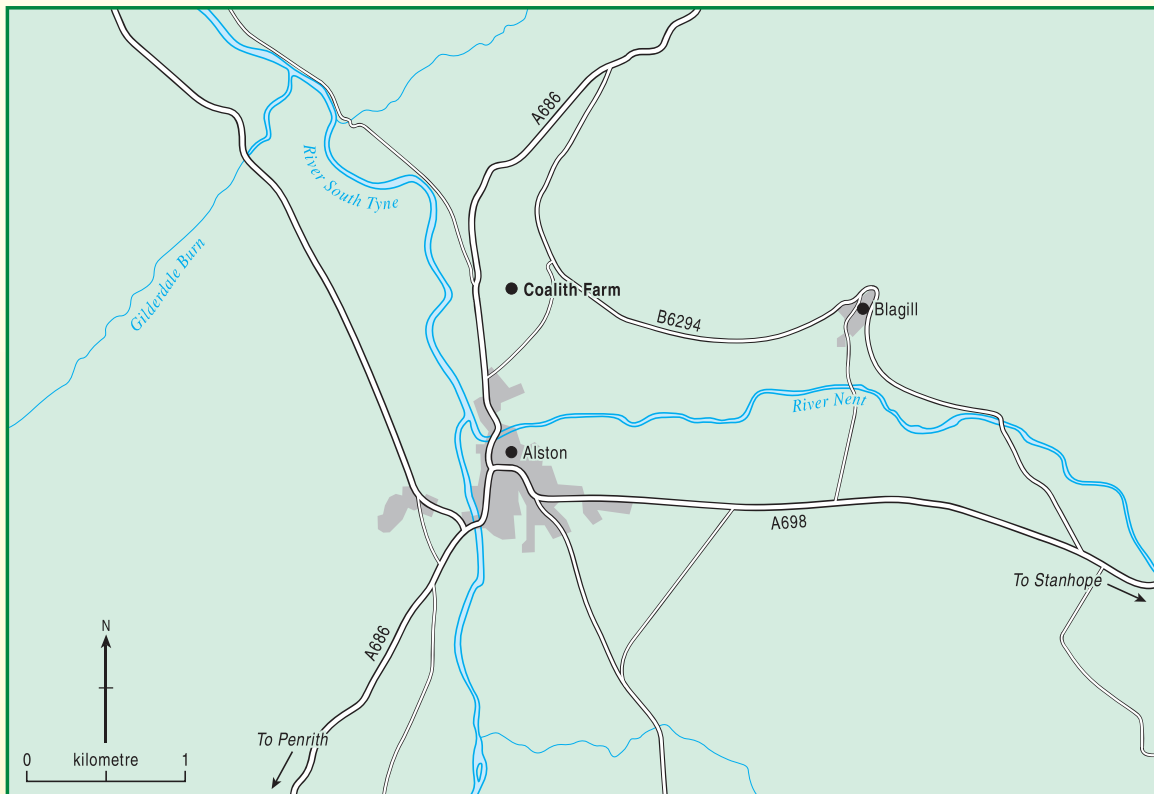 A686
River South Tyne
Gilderdale Burn
Coalith Farm
B6294
Blagill
River Nent
Alston
A698
To Stanhope
N
A686
To Penrith
0 kilometre 1